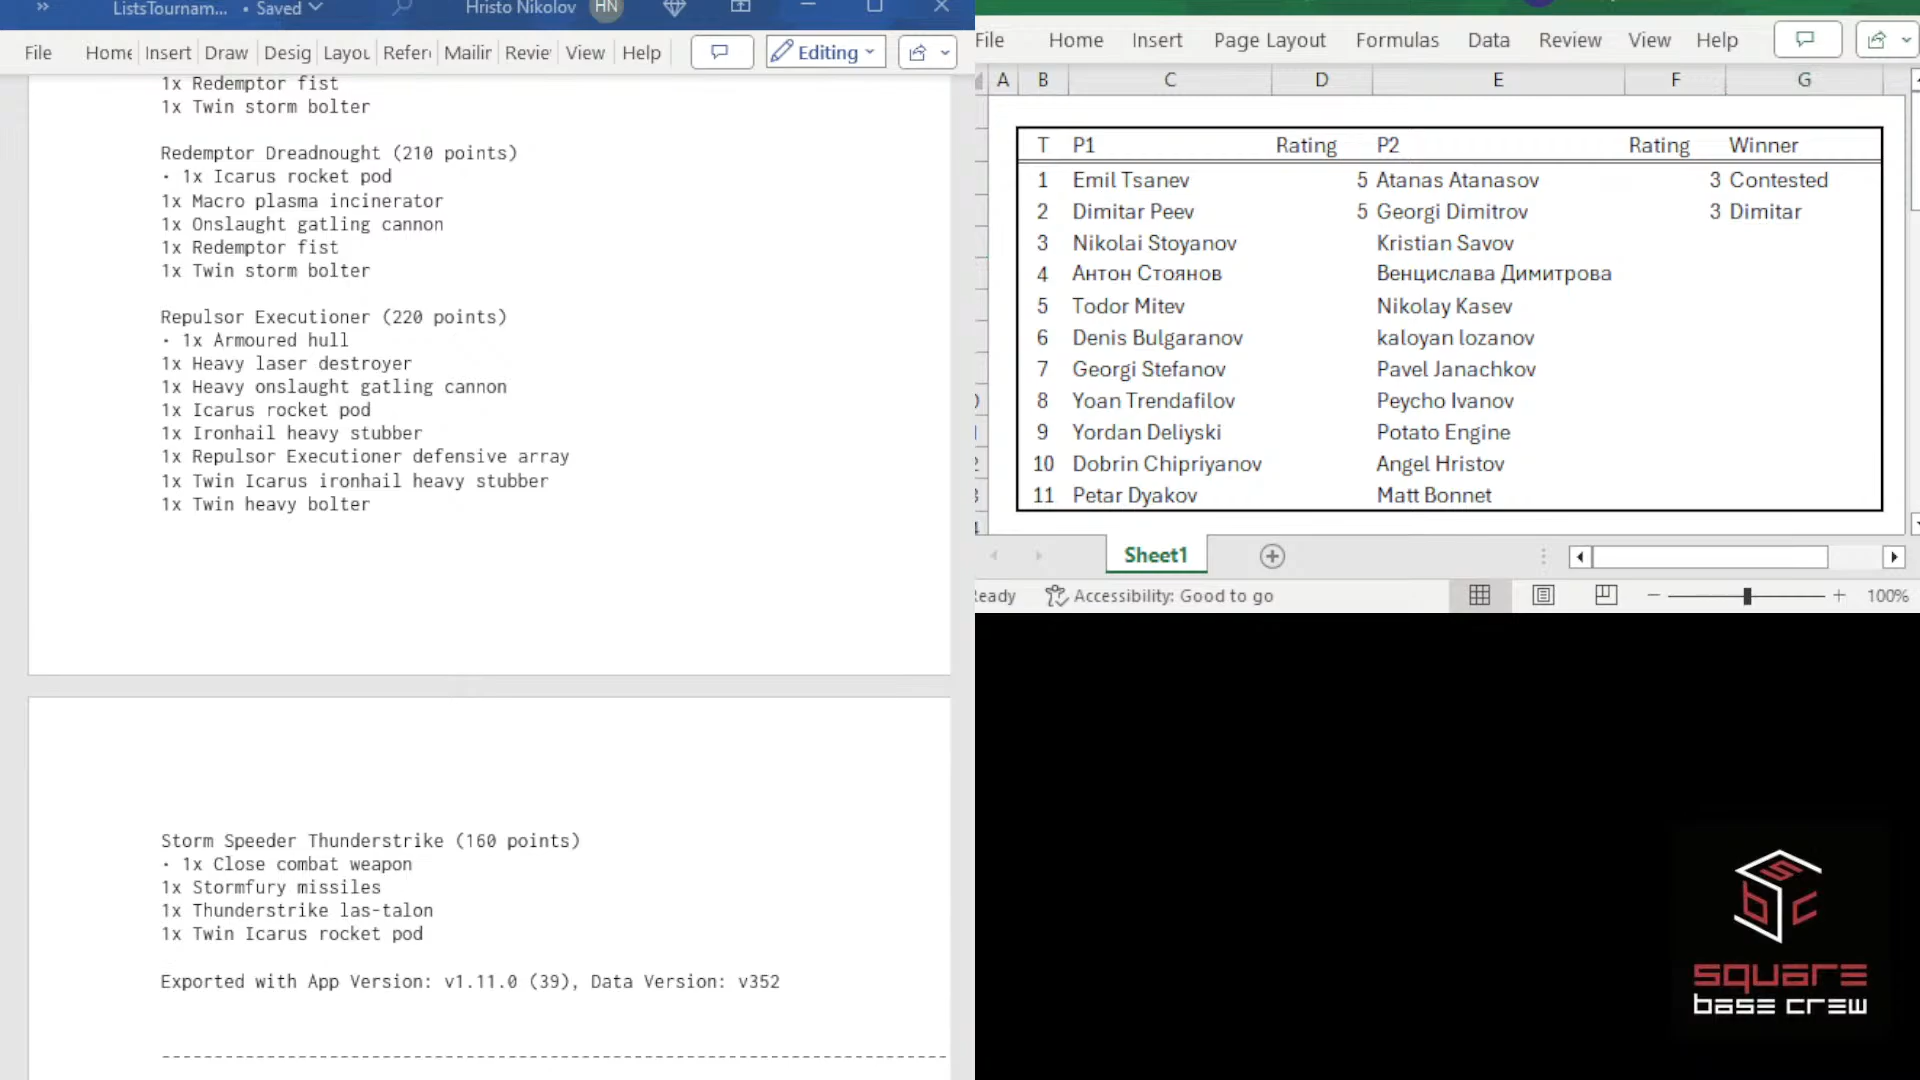 ListsTournam... • Saved
Hristo Nikolov HN
File Home Insert Draw Desig Layou Refer Mailin Revie View Help Editing
1x Redemptor fist
1x Twin storm bolter
Redemptor Dreadnought (210 points)
• 1x Icarus rocket pod
1x Macro plasma incinerator
1x Onslaught gatling cannon
1x Redemptor fist
1x Twin storm bolter
Repulsor Executioner (220 points)
• 1x Armoured hull
1x Heavy laser destroyer
1x Heavy onslaught gatling cannon
1x Icarus rocket pod
1x Ironhail heavy stubber
1x Repulsor Executioner defensive array
1x Twin Icarus ironhail heavy stubber
1x Twin heavy bolter
Storm Speeder Thunderstrike (160 points)
• 1x Close combat weapon
1x Stormfury missiles
1x Thunderstrike las-talon
1x Twin Icarus rocket pod
Exported with App Version: v1.11.0 (39), Data Version: v352
File Home Insert Page Layout Formulas Data Review View Help
A B C D E F G
T P1 Rating P2 Rating Winner
1 Emil Tsanev 5 Atanas Atanasov 3 Contested
2 Dimitar Peev 5 Georgi Dimitrov 3 Dimitar
3 Nikolai Stoyanov Kristian Savov
4 Антон Стоянов Венцислава Димитрова
5 Todor Mitev Nikolay Kasev
6 Denis Bulgaranov kaloyan lozanov
7 Georgi Stefanov Pavel Janachkov
8 Yoan Trendafilov Peycho Ivanov
9 Yordan Deliyski Potato Engine
10 Dobrin Chipriyanov Angel Hristov
11 Petar Dyakov Matt Bonnet
Sheet1
eady Accessibility: Good to go 100%
sbc
square
base crew